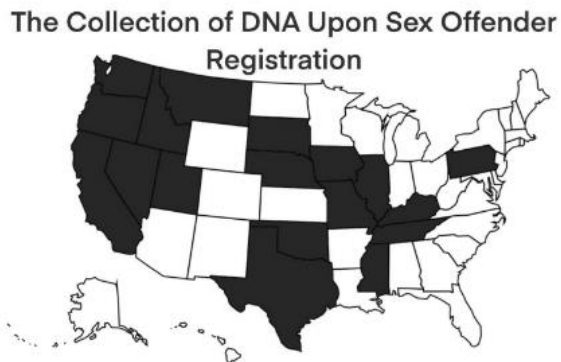 The Collection of DNA Upon Sex Offender
Registration